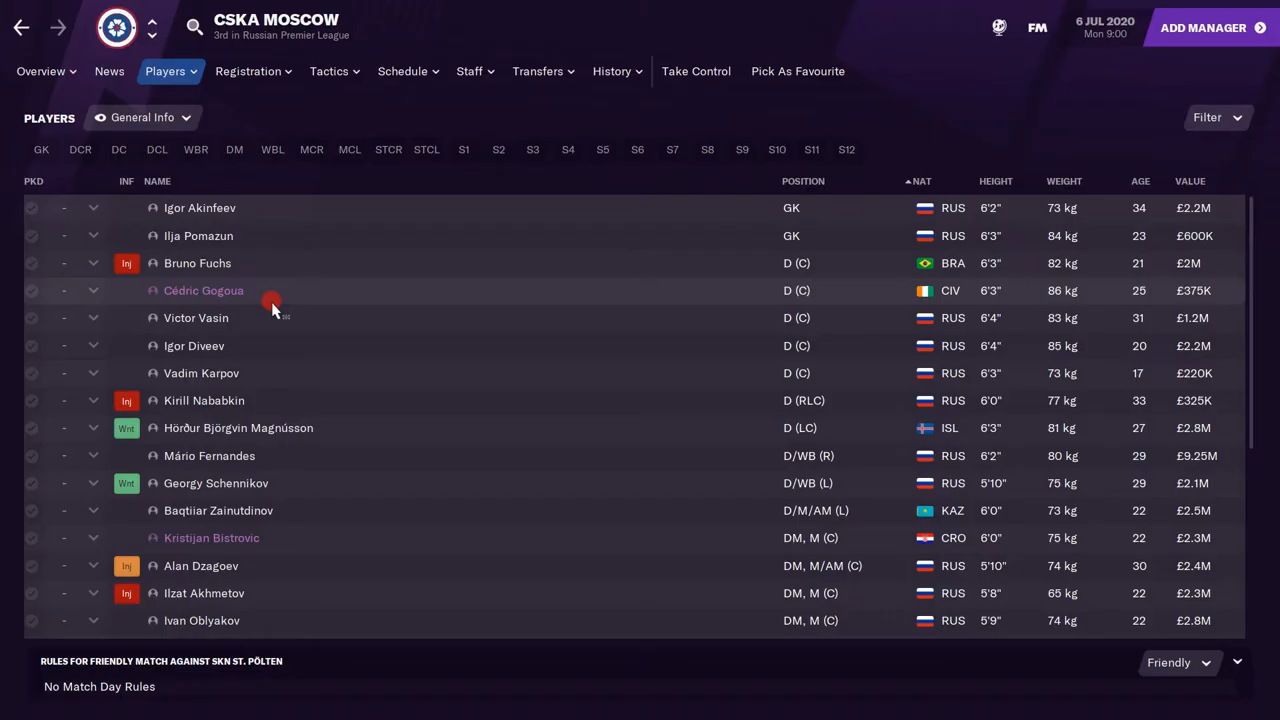 CSKA MOSCOW
3rd in Russian Premier League
FM
6 JUL 2020
Mon 9:00
ADD MANAGER
Overview News Players Registration Tactics Schedule Staff Transfers History Take Control Pick As Favourite
PLAYERS General Info Filter
GK DCR DC DCL WBR DM WBL MCR MCL STCR STCL S1 S2 S3 S4 S5 S6 S7 S8 S9 S10 S11 S12
PKD INF NAME POSITION NAT HEIGHT WEIGHT AGE VALUE
- Igor Akinfeev GK RUS 6'2" 73 kg 34 £2.2M
- Ilja Pomazun GK RUS 6'3" 84 kg 23 £600K
- Inj Bruno Fuchs D (C) BRA 6'3" 82 kg 21 £2M
- Cédric Gogoua D (C) CIV 6'3" 86 kg 25 £375K
- Victor Vasin D (C) RUS 6'4" 83 kg 31 £1.2M
- Igor Diveev D (C) RUS 6'4" 85 kg 20 £2.2M
- Vadim Karpov D (C) RUS 6'3" 73 kg 17 £220K
- Inj Kirill Nababkin D (RLC) RUS 6'0" 77 kg 33 £325K
- Wnt Hörður Björgvin Magnússon D (LC) ISL 6'3" 81 kg 27 £2.8M
- Mário Fernandes D/WB (R) RUS 6'2" 80 kg 29 £9.25M
- Wnt Georgy Schennikov D/WB (L) RUS 5'10" 75 kg 29 £2.1M
- Baqtiiar Zainutdinov D/M/AM (L) KAZ 6'0" 73 kg 22 £2.5M
- Kristijan Bistrovic DM, M (C) CRO 6'0" 75 kg 22 £2.3M
- Inj Alan Dzagoev DM, M/AM (C) RUS 5'10" 74 kg 30 £2.4M
- Inj Ilzat Akhmetov DM, M (C) RUS 5'8" 65 kg 22 £2.3M
- Ivan Oblyakov DM, M (C) RUS 5'9" 74 kg 22 £2.8M
RULES FOR FRIENDLY MATCH AGAINST SKN ST. PÖLTEN Friendly
No Match Day Rules